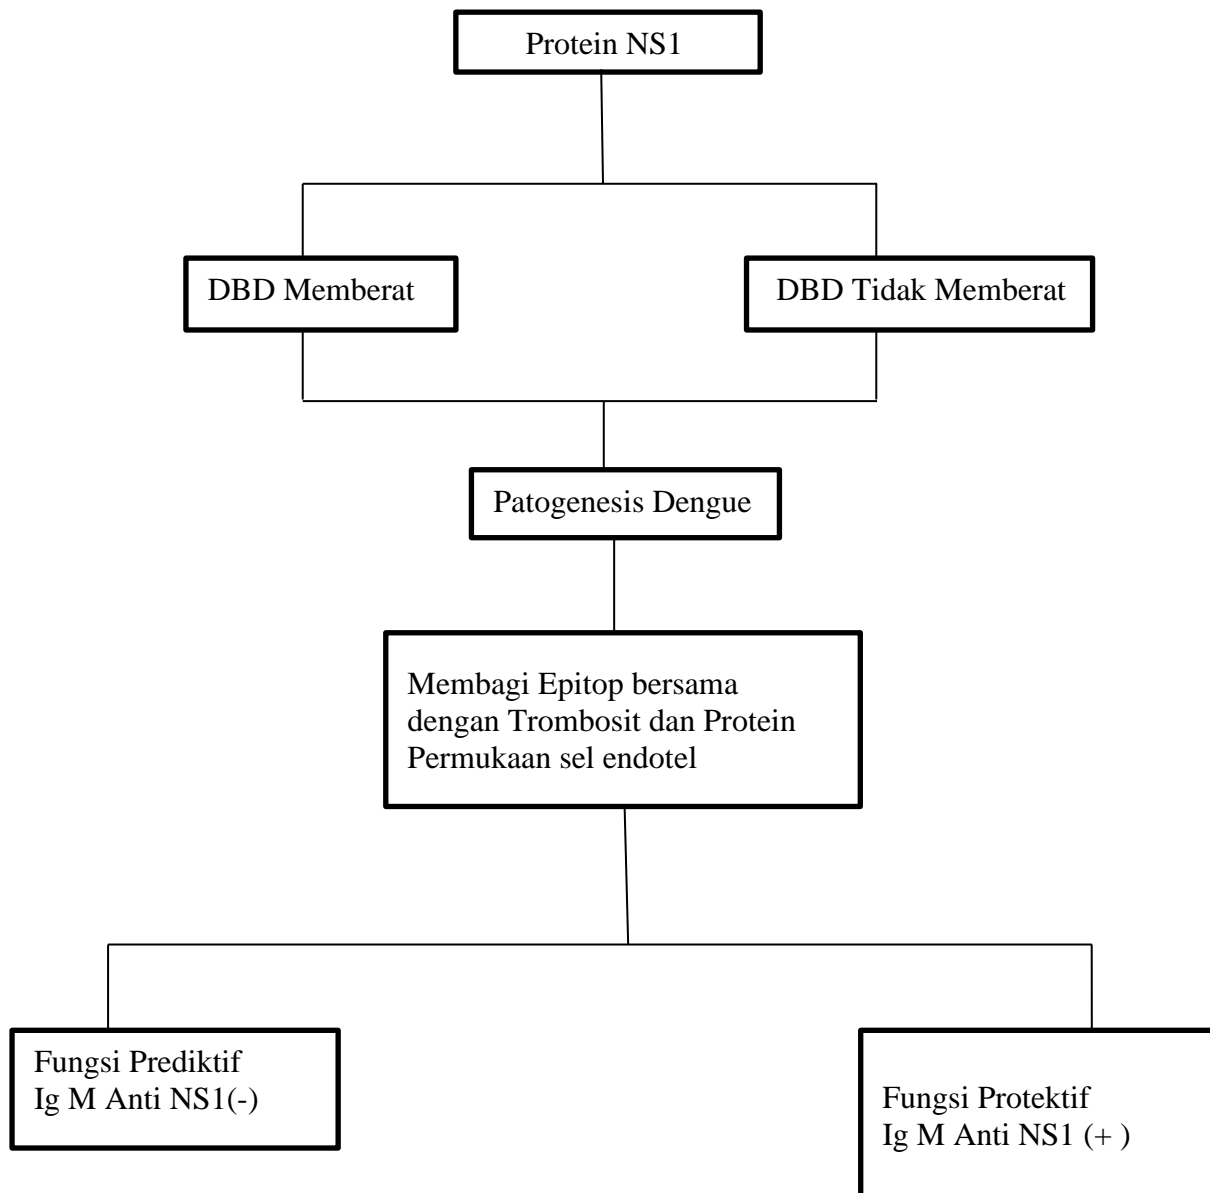 Protein NS1
DBD Memberat
DBD Tidak Memberat
Patogenesis Dengue
Membagi Epitop bersama
dengan Trombosit dan Protein
Permukaan sel endotel
Fungsi Prediktif
Ig M Anti NS1(-)
Fungsi Protektif
Ig M Anti NS1 (+ )